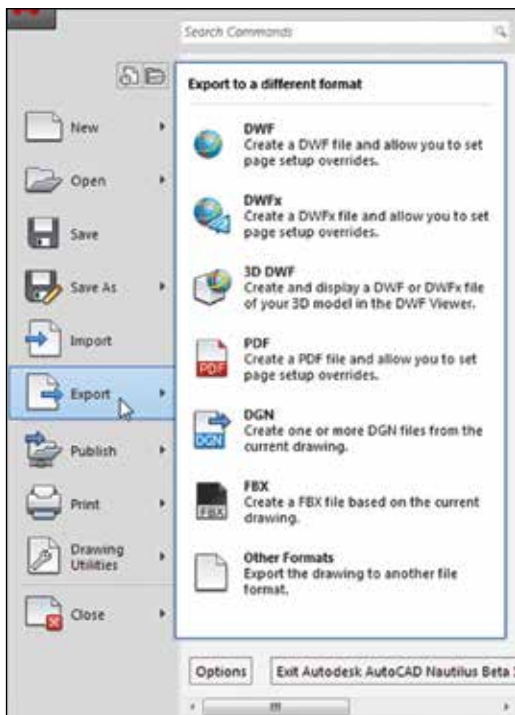 Search Commands
Export to a different format
New
Open
Save
Save As
Import
Export
Publish
Print
Drawing
Utilities
Close
DWF
Create a DWF file and allow you to set
page setup overrides.
DWFx
Create a DWFx file and allow you to set
page setup overrides.
3D DWF
Create and display a DWF or DWFx file
of your 3D model in the DWF Viewer.
PDF
PDF
Create a PDF file and allow you to set
page setup overrides.
DGN
DGN
Create one or more DGN files from the
current drawing.
FBX
FBX
Create a FBX file based on the current
drawing.
Other Formats
Export the drawing to another file
format.
Options
Exit Autodesk AutoCAD Nautilus Beta